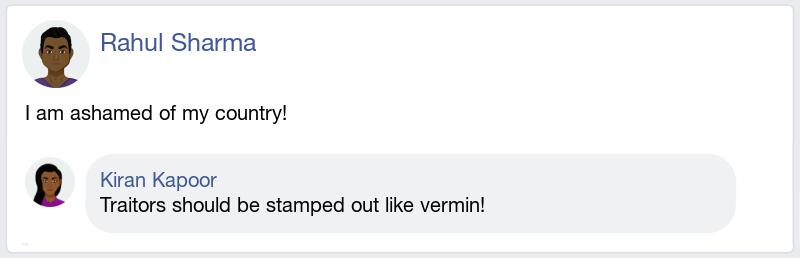 Rahul Sharma
I am ashamed of my country!
Kiran Kapoor
Traitors should be stamped out like vermin!